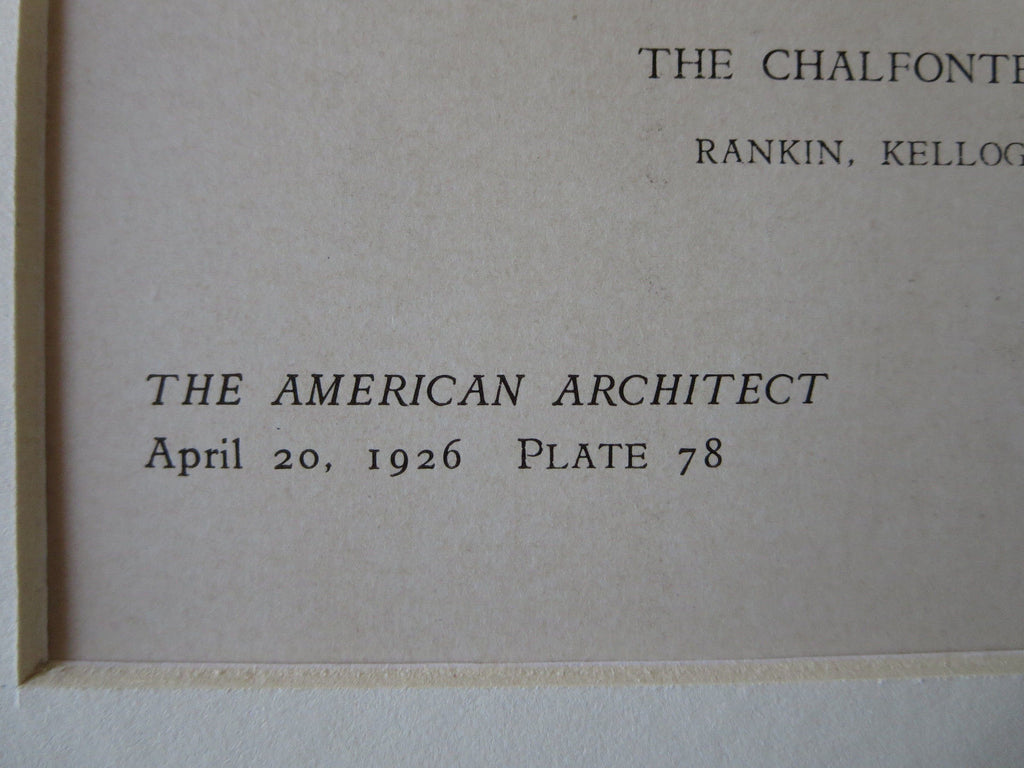 THE CHALFONTE
RANKIN, KELLOG
THE AMERICAN ARCHITECT
April 20, 1926 PLATE 78